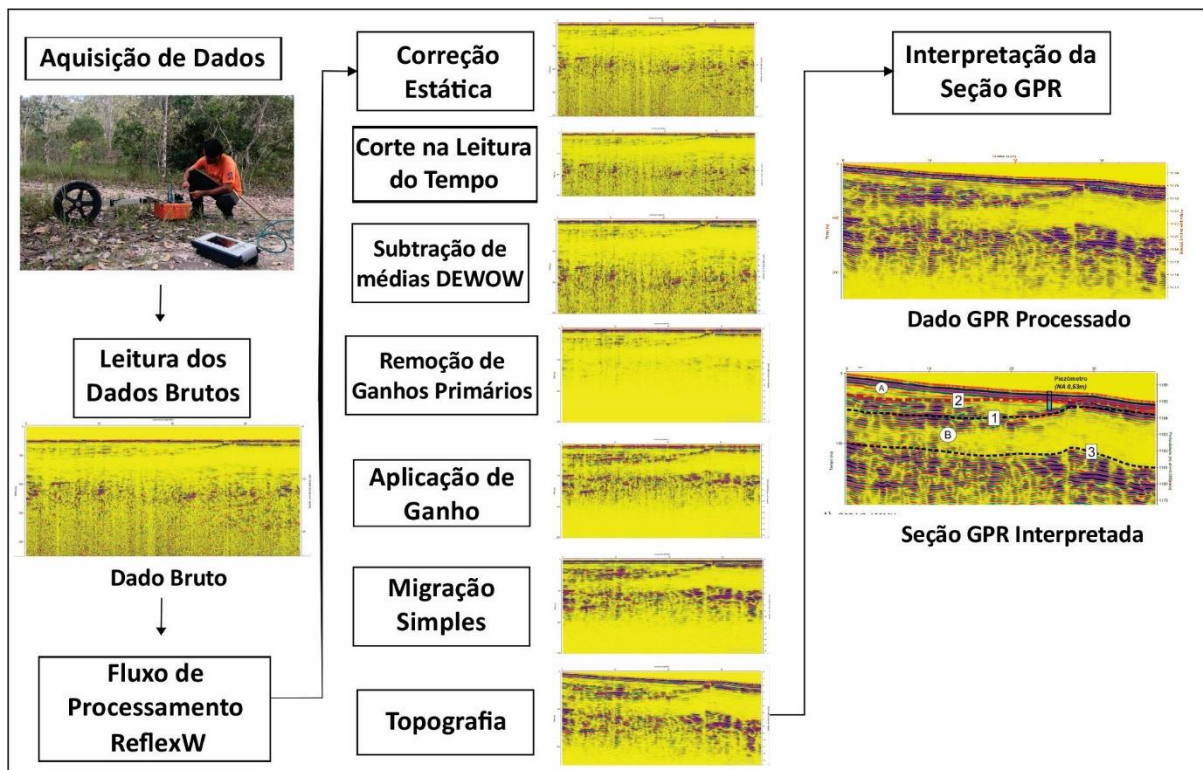 Aquisição de Dados
Leitura dos
Dados Brutos
Dado Bruto
Fluxo de
Processamento
ReflexW
Correção
Estática
Corte na Leitura
do Tempo
Subtração de
médias DEWOW
Remoção de
Ganhos Primários
Aplicação de
Ganho
Migração
Simples
Topografia
Interpretação da
Seção GPR
Dado GPR Processado
Piezômetro
(NA 0,53m)
A
2
1
B
3
Seção GPR Interpretada